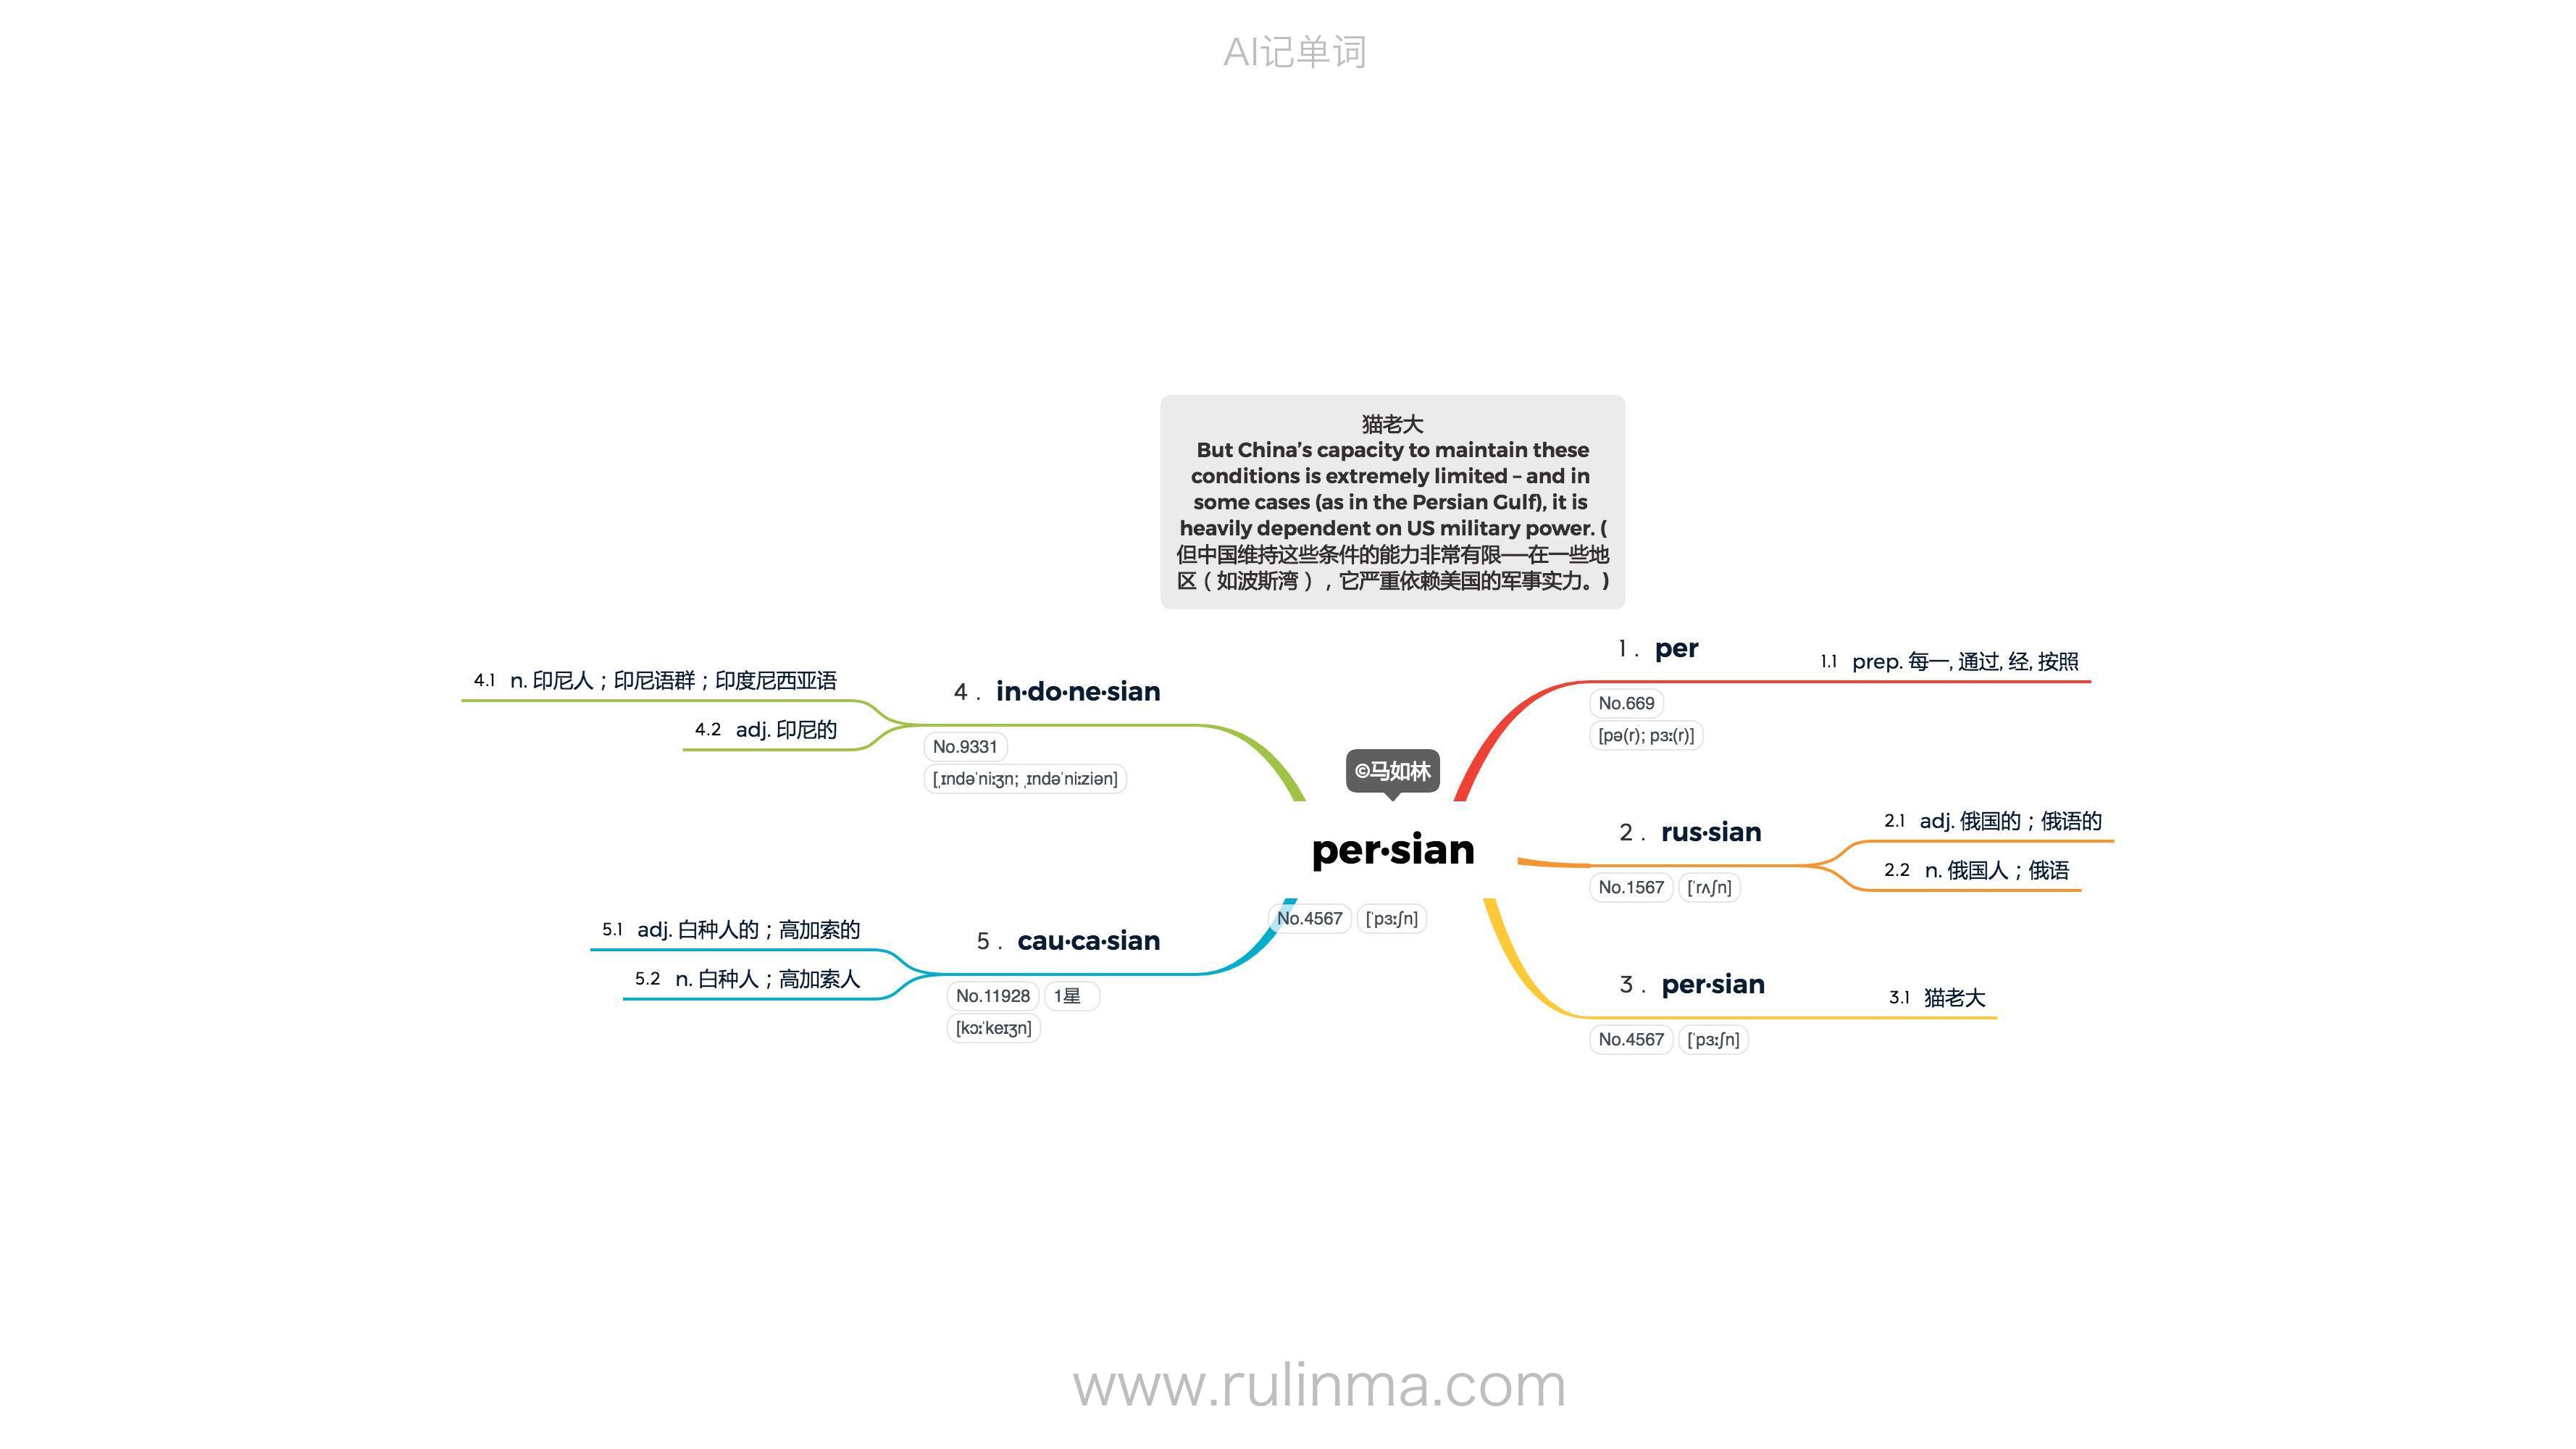 AI记单词
猫老大
But China’s capacity to maintain these
conditions is extremely limited – and in
some cases (as in the Persian Gulf), it is
heavily dependent on US military power. (
但中国维持这些条件的能力非常有限——在一些地
区（如波斯湾），它严重依赖美国的军事实力。)
©马如林
per·sian
No.4567 [ˈpɜːʃn]
1 . per
No.669
[pə(r); pɜː(r)]
1.1 prep. 每一, 通过, 经, 按照
2 . rus·sian
No.1567 [ˈrʌʃn]
2.1 adj. 俄国的；俄语的
2.2 n. 俄国人；俄语
3 . per·sian
No.4567 [ˈpɜːʃn]
3.1 猫老大
4 . in·do·ne·sian
No.9331
[ˌɪndəˈniːʒn; ˌɪndəˈniːziən]
4.1 n. 印尼人；印尼语群；印度尼西亚语
4.2 adj. 印尼的
5 . cau·ca·sian
No.11928 1星
[kɔːˈkeɪʒn]
5.1 adj. 白种人的；高加索的
5.2 n. 白种人；高加索人
www.rulinma.com